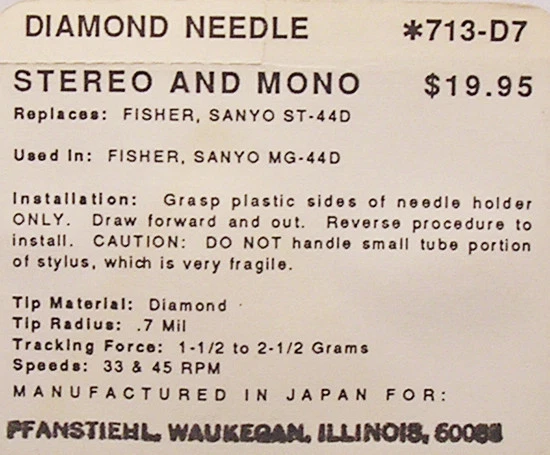 DIAMOND NEEDLE *713-D7
STEREO AND MONO $19.95
Replaces: FISHER, SANYO ST-44D
Used In: FISHER, SANYO MG-44D
Installation: Grasp plastic sides of needle holder
ONLY. Draw forward and out. Reverse procedure to
install. CAUTION: DO NOT handle small tube portion
of stylus, which is very fragile.
Tip Material: Diamond
Tip Radius: .7 Mil
Tracking Force: 1-1/2 to 2-1/2 Grams
Speeds: 33 & 45 RPM
MANUFACTURED IN JAPAN FOR:
PFANSTIEHL, WAUKEGAN, ILLINOIS,